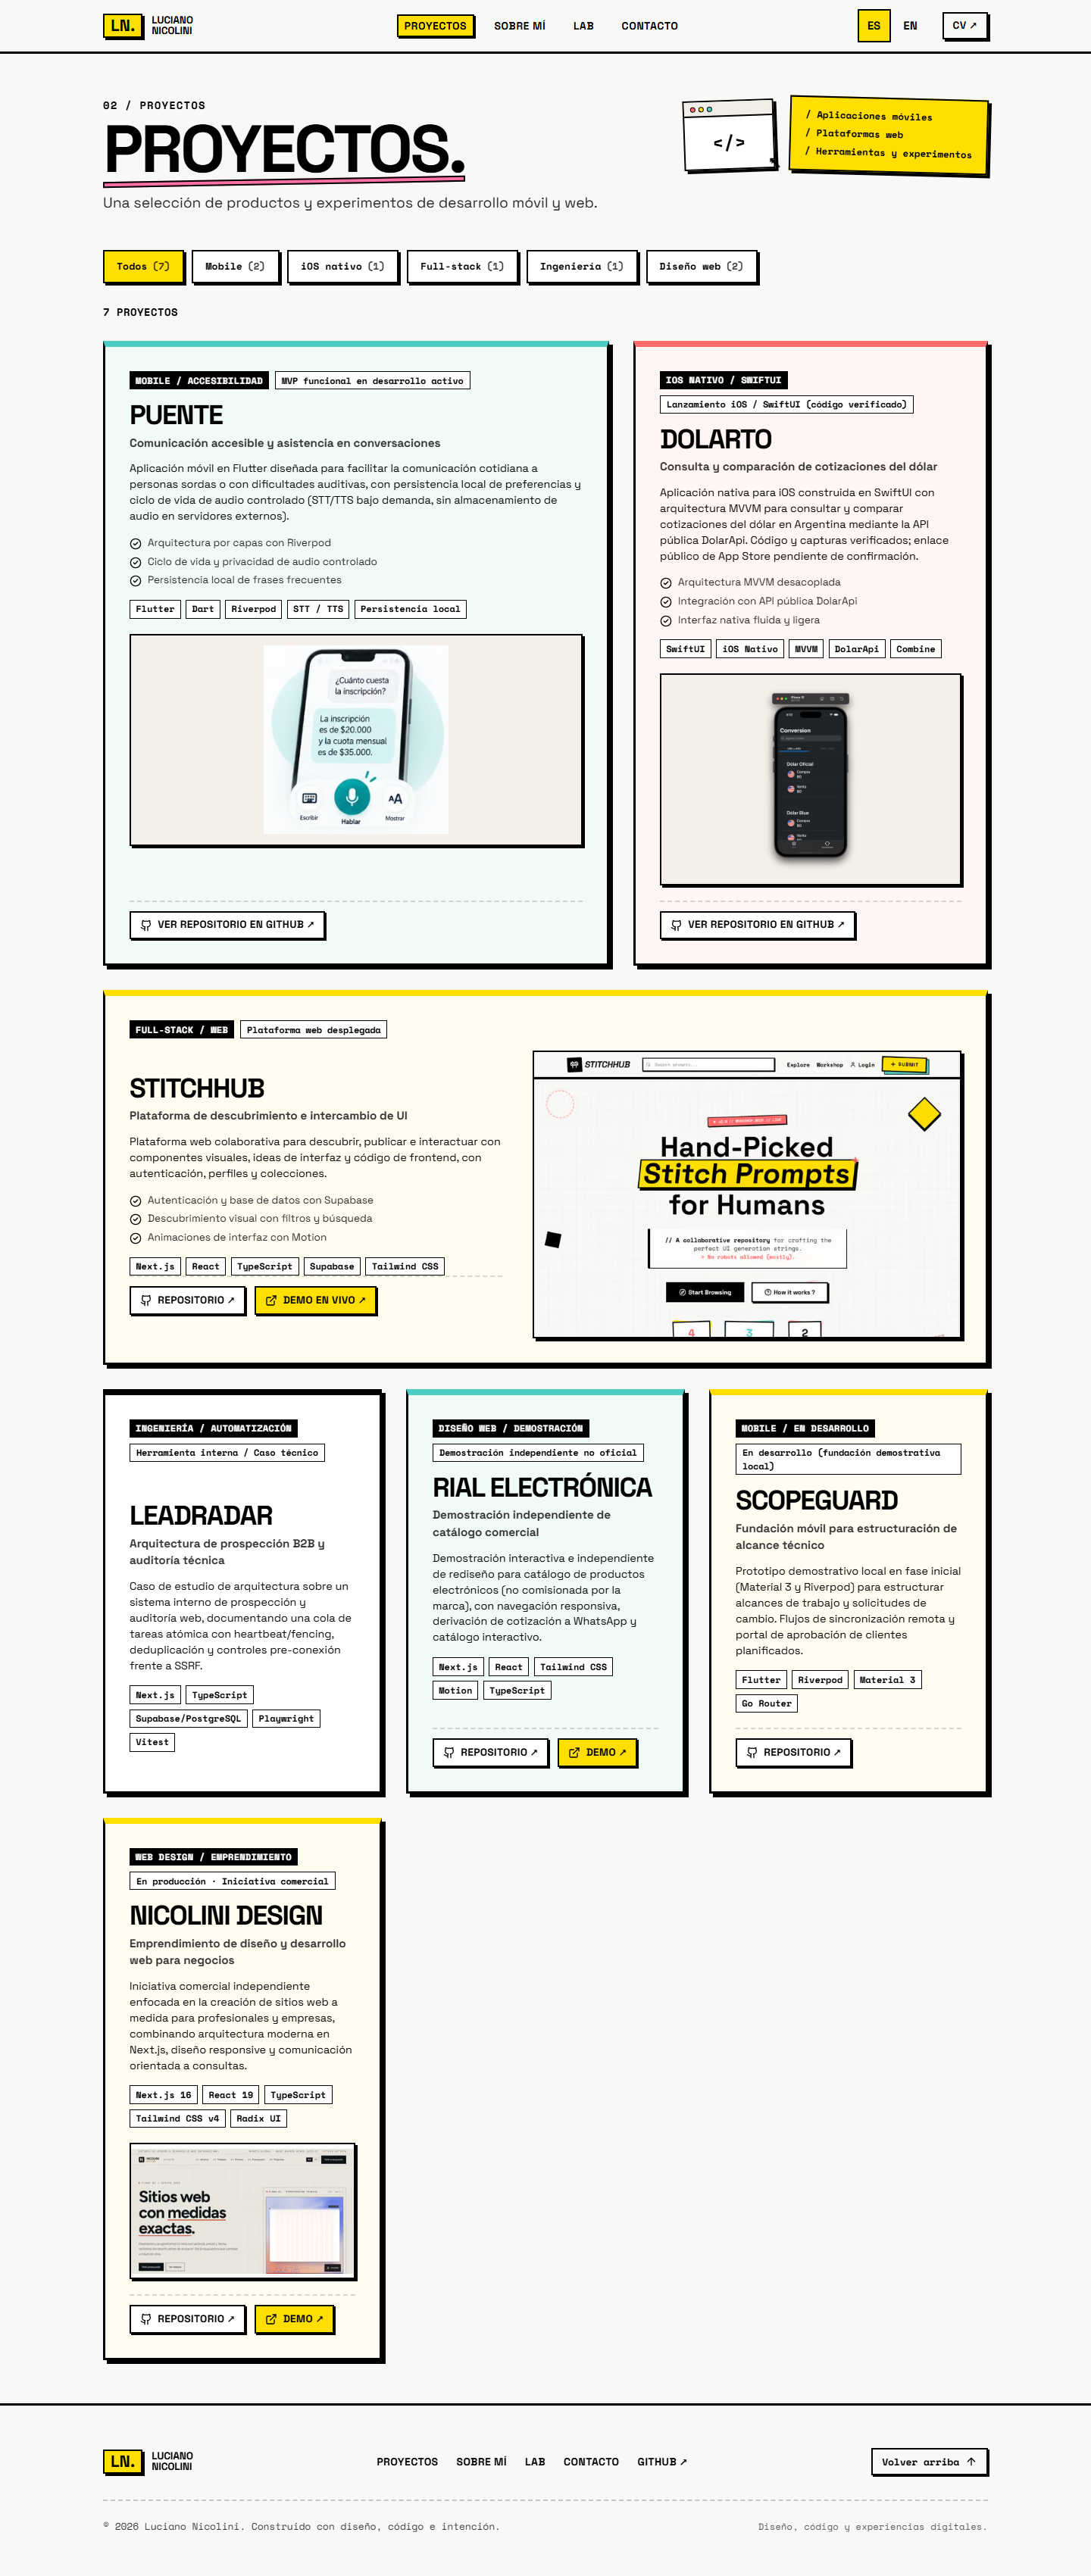 LN. LUCIANO
NICOLINI
PROYECTOS SOBRE MÍ LAB CONTACTO
ES EN CV ↗
02 / PROYECTOS
PROYECTOS.
Una selección de productos y experimentos de desarrollo móvil y web.
</>
/ Aplicaciones móviles
/ Plataformas web
/ Herramientas y experimentos
Todos (7) Mobile (2) iOS nativo (1) Full-stack (1) Ingeniería (1) Diseño web (2)
7 PROYECTOS
MOBILE / ACCESIBILIDAD MVP funcional en desarrollo activo
PUENTE
Comunicación accesible y asistencia en conversaciones
Aplicación móvil en Flutter diseñada para facilitar la comunicación cotidiana a
personas sordas o con dificultades auditivas, con persistencia local de preferencias y
ciclo de vida de audio controlado (STT/TTS bajo demanda, sin almacenamiento de
audio en servidores externos).
Arquitectura por capas con Riverpod
Ciclo de vida y privacidad de audio controlado
Persistencia local de frases frecuentes
Flutter Dart Riverpod STT / TTS Persistencia local
¿Cuánto cuesta
la inscripción?
La inscripción
es de $20.000
y la cuota mensual
es de $35.000.
Escribir Hablar Mostrar
AA
VER REPOSITORIO EN GITHUB ↗
IOS NATIVO / SWIFTUI
Lanzamiento iOS / SwiftUI (código verificado)
DOLARTO
Consulta y comparación de cotizaciones del dólar
Aplicación nativa para iOS construida en SwiftUI con
arquitectura MVVM para consultar y comparar
cotizaciones del dólar en Argentina mediante la API
pública DolarApi. Código y capturas verificados; enlace
público de App Store pendiente de confirmación.
Arquitectura MVVM desacoplada
Integración con API pública DolarApi
Interfaz nativa fluida y ligera
SwiftUI iOS Nativo MVVM DolarApi Combine
Conversion
Dólar Oficial
Dólar Blue
VER REPOSITORIO EN GITHUB ↗
FULL-STACK / WEB Plataforma web desplegada
STITCHHUB
Plataforma de descubrimiento e intercambio de UI
Plataforma web colaborativa para descubrir, publicar e interactuar con
componentes visuales, ideas de interfaz y código de frontend, con
autenticación, perfiles y colecciones.
Autenticación y base de datos con Supabase
Descubrimiento visual con filtros y búsqueda
Animaciones de interfaz con Motion
Next.js React TypeScript Supabase Tailwind CSS
REPOSITORIO ↗ DEMO EN VIVO ↗
STITCHHUB Search prompts... Explore Workshop Login + SUBMIT
Hand-Picked
Stitch Prompts
for Humans
// A collaborative repository for crafting the
perfect UI generation strings.
> No robots allowed (mostly).
Start Browsing How it works ?
4 3 2
INGENIERÍA / AUTOMATIZACIÓN
Herramienta interna / Caso técnico
LEADRADAR
Arquitectura de prospección B2B y
auditoría técnica
Caso de estudio de arquitectura sobre un
sistema interno de prospección y
auditoría web, documentando una cola de
tareas atómica con heartbeat/fencing,
deduplicación y controles pre-conexión
frente a SSRF.
Next.js TypeScript
Supabase/PostgreSQL Playwright
Vitest
DISEÑO WEB / DEMOSTRACIÓN
Demostración independiente no oficial
RIAL ELECTRÓNICA
Demostración independiente de
catálogo comercial
Demostración interactiva e independiente
de rediseño para catálogo de productos
electrónicos (no comisionada por la
marca), con navegación responsiva,
derivación de cotización a WhatsApp y
catálogo interactivo.
Next.js React Tailwind CSS
Motion TypeScript
REPOSITORIO ↗ DEMO ↗
MOBILE / EN DESARROLLO
En desarrollo (fundación demostrativa
local)
SCOPEGUARD
Fundación móvil para estructuración de
alcance técnico
Prototipo demostrativo local en fase inicial
(Material 3 y Riverpod) para estructurar
alcances de trabajo y solicitudes de
cambio. Flujos de sincronización remota y
portal de aprobación de clientes
planificados.
Flutter Riverpod Material 3
Go Router
REPOSITORIO ↗
WEB DESIGN / EMPRENDIMIENTO
En producción · Iniciativa comercial
NICOLINI DESIGN
Emprendimiento de diseño y desarrollo
web para negocios
Iniciativa comercial independiente
enfocada en la creación de sitios web a
medida para profesionales y empresas,
combinando arquitectura moderna en
Next.js, diseño responsive y comunicación
orientada a consultas.
Next.js 16 React 19 TypeScript
Tailwind CSS v4 Radix UI
Sitios web
con medidas
exactas.
REPOSITORIO ↗ DEMO ↗
LN. LUCIANO
NICOLINI
PROYECTOS SOBRE MÍ LAB CONTACTO GITHUB ↗
Volver arriba ↑
© 2026 Luciano Nicolini. Construido con diseño, código e intención.
Diseño, código y experiencias digitales.